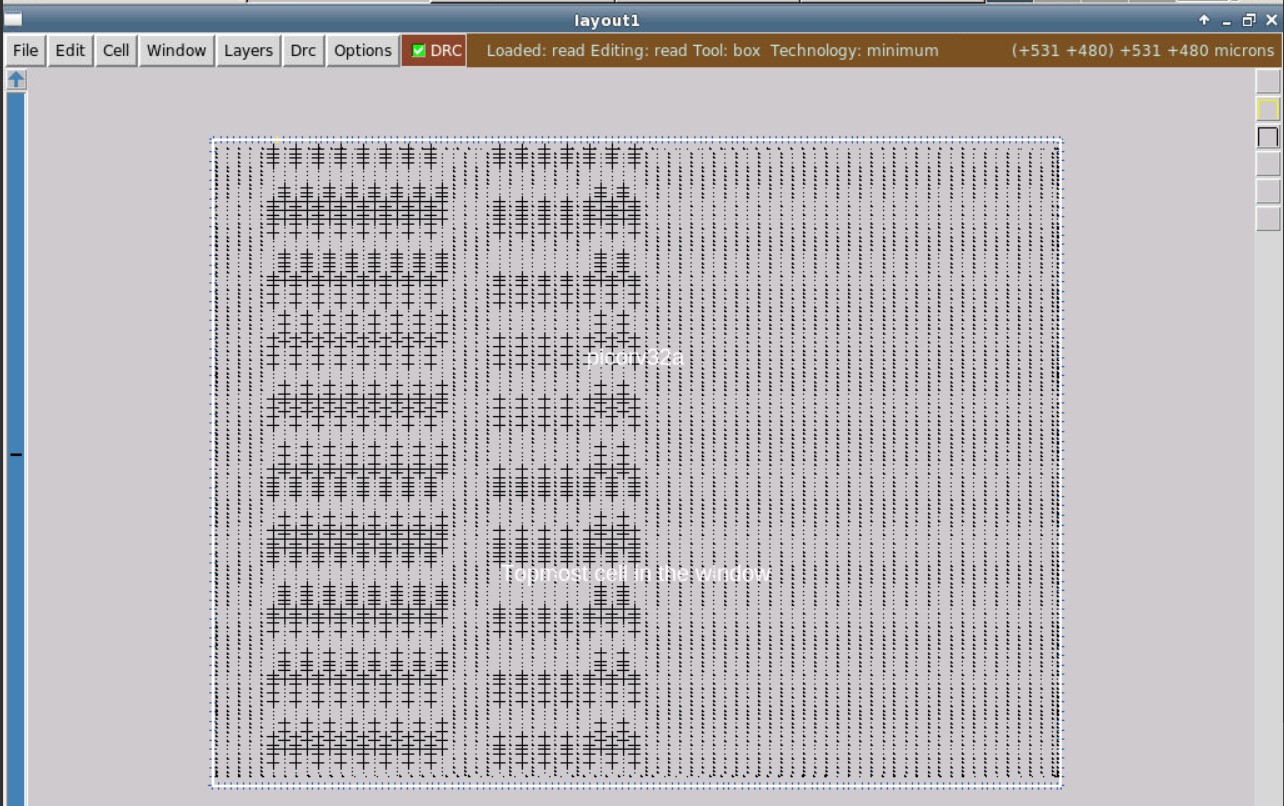 layout1
File Edit Cell Window Layers Drc Options DRC Loaded: read Editing: read Tool: box Technology: minimum (+531 +480) +531 +480 microns
picorv32a
Topmost cell in the window